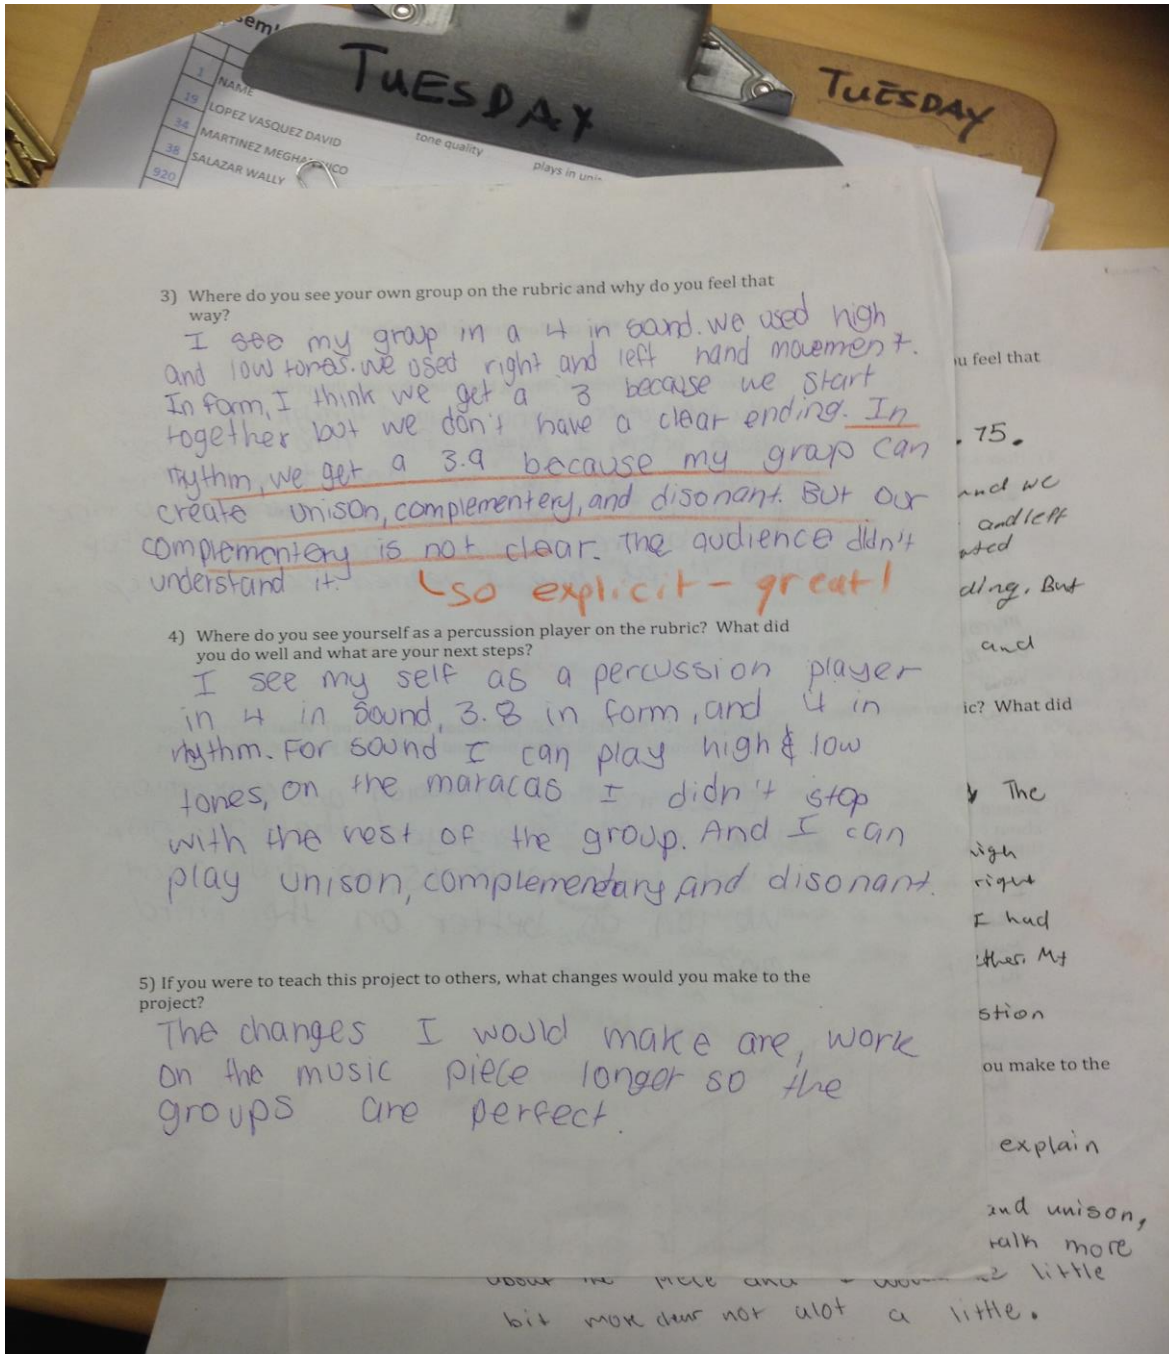 TUESDAY
TUESDAY
NAME
1
19 LOPEZ VASQUEZ DAVID
34 MARTINEZ
38 SALAZAR WALLY
920
tone quality
plays in
3) Where do you see your own group on the rubric and why do you feel that
way?
I see my group in a 4 in sound. We used high
and low tones. We used right and left hand movement.
In form, I think we get a 3 because we start
together but we don't have a clear ending. In
rhythm, we get a 3.9 because my group can
create unison, complementery, and disonant. But our
complementery is not clear. The audience didn't
understand it.
so explicit - great!
4) Where do you see yourself as a percussion player on the rubric? What did
you do well and what are your next steps?
I see my self as a percussion player
in 4 in sound, 3.8 in form, and 4 in
rhythm. For sound I can play high & low
tones, on the maracas I didn't stop
with the rest of the group. And I can
play unison, complementary, and disonant.
5) If you were to teach this project to others, what changes would you make to the
project?
The changes I would make are, work
on the music piece longer so the
groups are perfect.
u feel that
.75.
and we
and left
ding. But
and
ic? What did
The
high
right
I had
ther. My
stion
ou make to the
explain
and unison,
talk more
about the piece and little
bit more clear not alot a little.